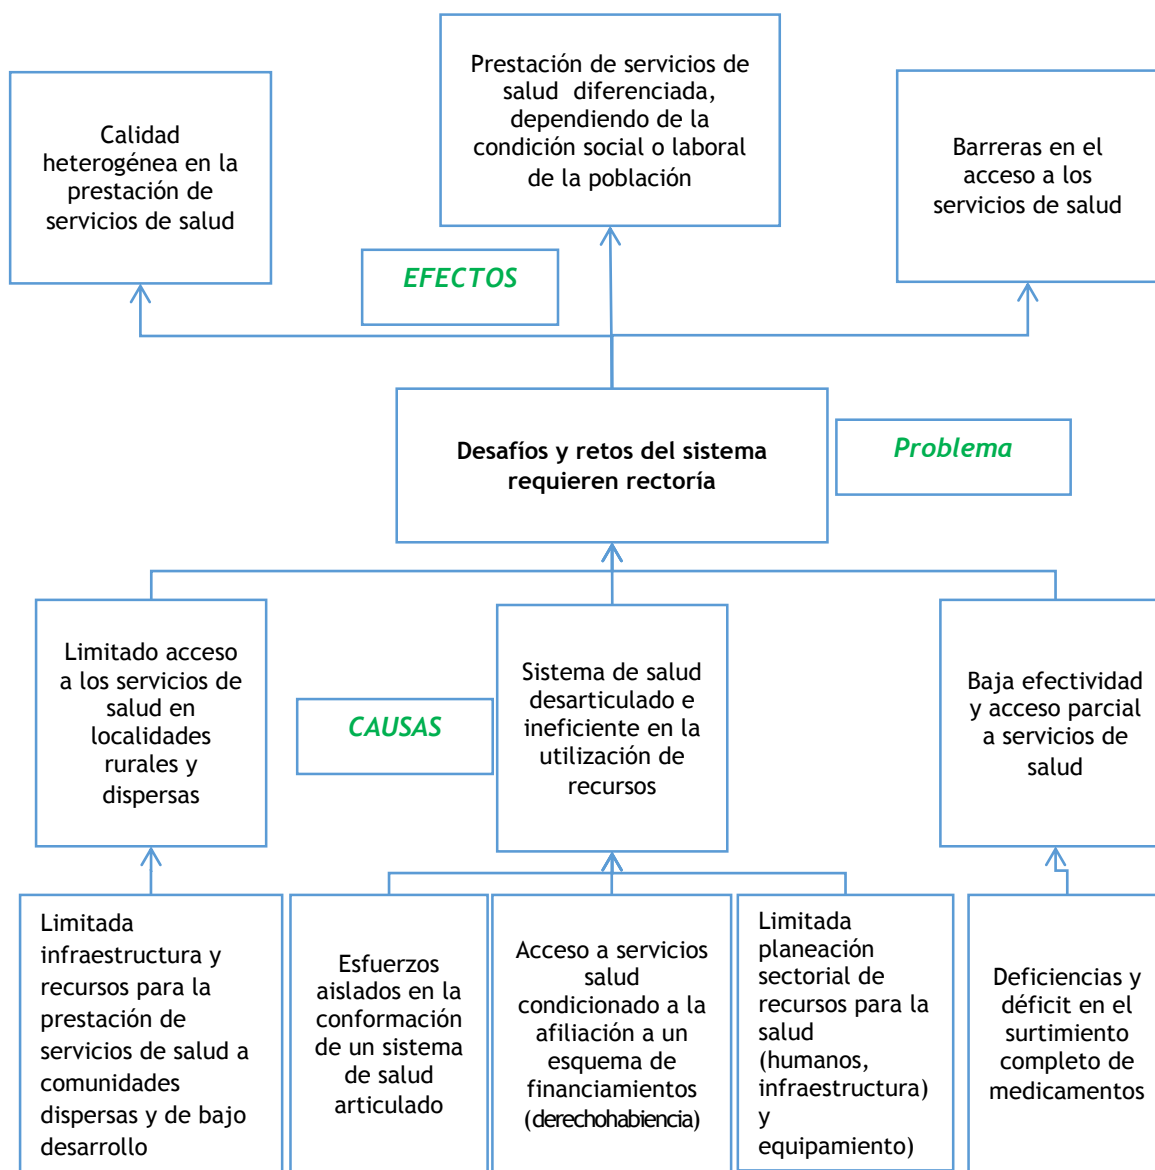 Prestación de servicios de
salud diferenciada,
dependiendo de la
condición social o laboral
de la población
Calidad
heterogénea en la
prestación de
servicios de salud
Barreras en el
acceso a los
servicios de salud
EFECTOS
Desafíos y retos del sistema
requieren rectoría
Problema
Limitado acceso
a los servicios de
salud en
localidades
rurales y
dispersas
CAUSAS
Sistema de salud
desarticulado e
ineficiente en la
utilización de
recursos
Baja efectividad
y acceso parcial
a servicios de
salud
Limitada
infraestructura y
recursos para la
prestación de
servicios de salud a
comunidades
dispersas y de bajo
desarrollo
Esfuerzos
aislados en la
conformación
de un sistema
de salud
articulado
Acceso a servicios
salud
condicionado a la
afiliación a un
esquema de
financiamientos
(derechohabiencia)
Limitada
planeación
sectorial de
recursos para la
salud
(humanos,
infraestructura)
y
equipamiento)
Deficiencias y
déficit en el
surtimiento
completo de
medicamentos